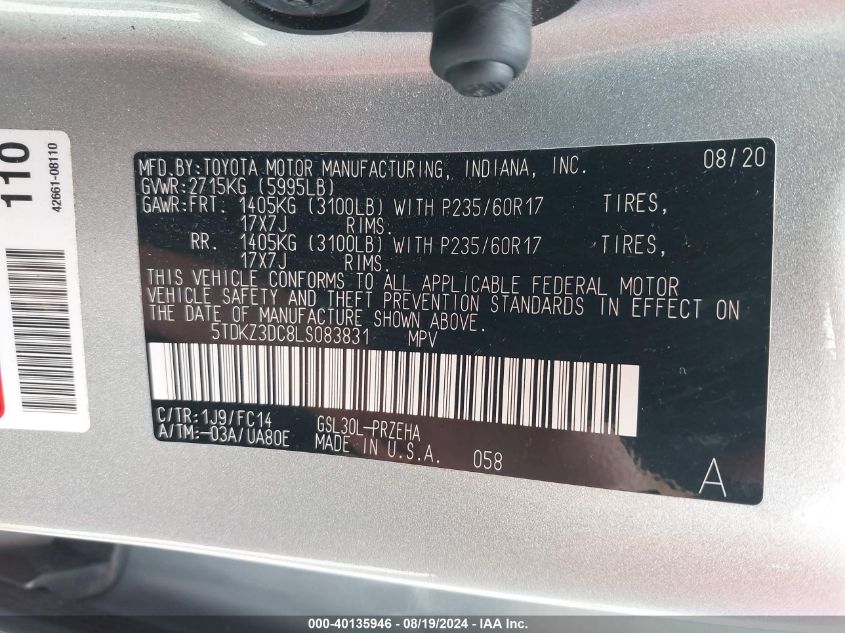 110
42661-08110
MFD.BY:TOYOTA MOTOR MANUFACTURING, INDIANA, INC. 08/20
GVWR:2715KG (5995LB)
GAWR:FRT. 1405KG (3100LB) WITH P235/60R17 TIRES,
17X7J RIMS.
RR. 1405KG (3100LB) WITH P235/60R17 TIRES,
17X7J RIMS.
THIS VEHICLE CONFORMS TO ALL APPLICABLE FEDERAL MOTOR
VEHICLE SAFETY AND THEFT PREVENTION STANDARDS IN EFFECT ON
THE DATE OF MANUFACTURE SHOWN ABOVE.
5TDKZ3DC8LS083831 MPV
C/TR:1J9/FC14 GSL30L-PRZEHA
A/TM:-03A/UA80E MADE IN U.S.A. 058
A
000-40135946 - 08/19/2024 - IAA Inc.